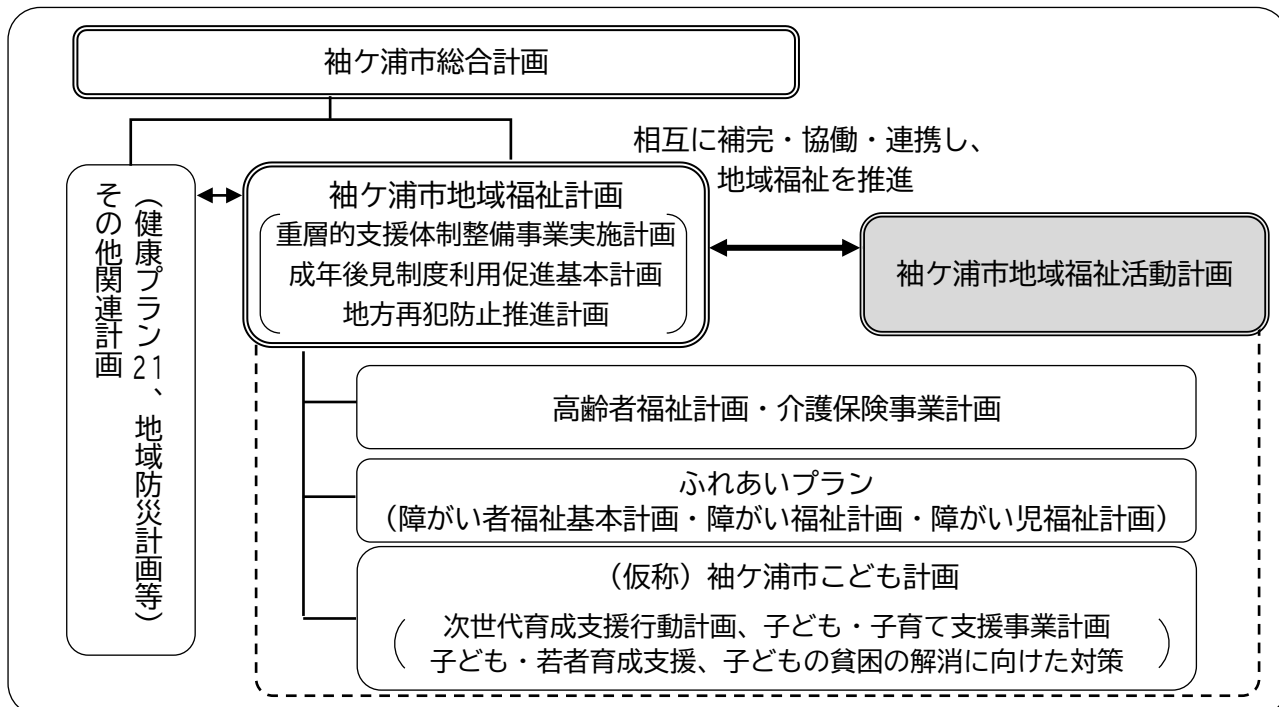 袖ケ浦市総合計画
相互に補完・協働・連携し、
地域福祉を推進
その他関連計画
（健康プラン21、地域防災計画等）
袖ケ浦市地域福祉計画
重層的支援体制整備事業実施計画
成年後見制度利用促進基本計画
地方再犯防止推進計画
袖ケ浦市地域福祉活動計画
高齢者福祉計画・介護保険事業計画
ふれあいプラン
（障がい者福祉基本計画・障がい福祉計画・障がい児福祉計画）
（仮称）袖ケ浦市こども計画
次世代育成支援行動計画、子ども・子育て支援事業計画
子ども・若者育成支援、子どもの貧困の解消に向けた対策